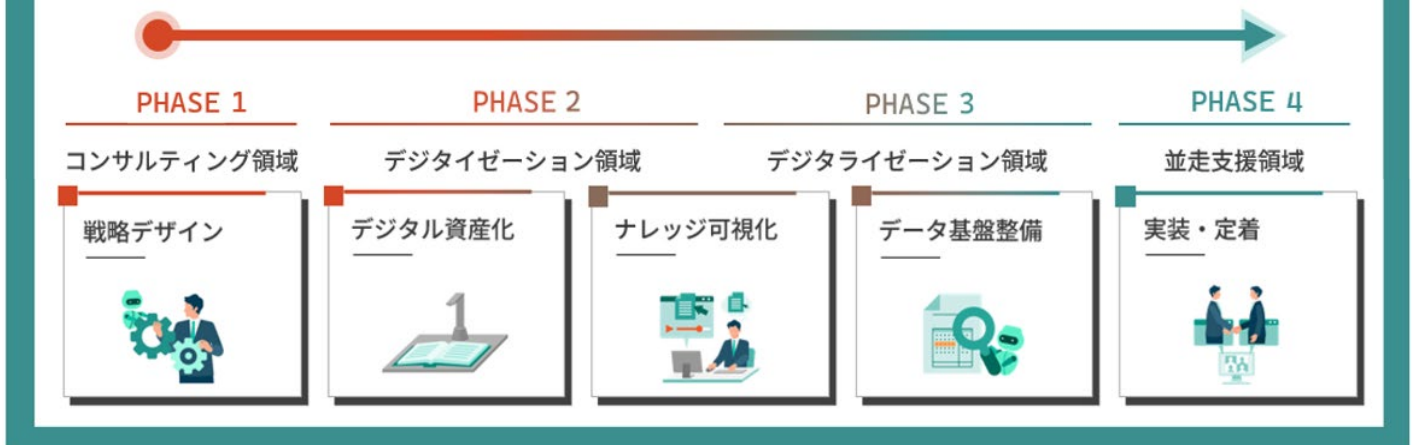 PHASE 1
PHASE 2
PHASE 3
PHASE 4
コンサルティング領域
デジタイゼーション領域
デジタライゼーション領域
並走支援領域
戦略デザイン
デジタル資産化
ナレッジ可視化
データ基盤整備
実装・定着